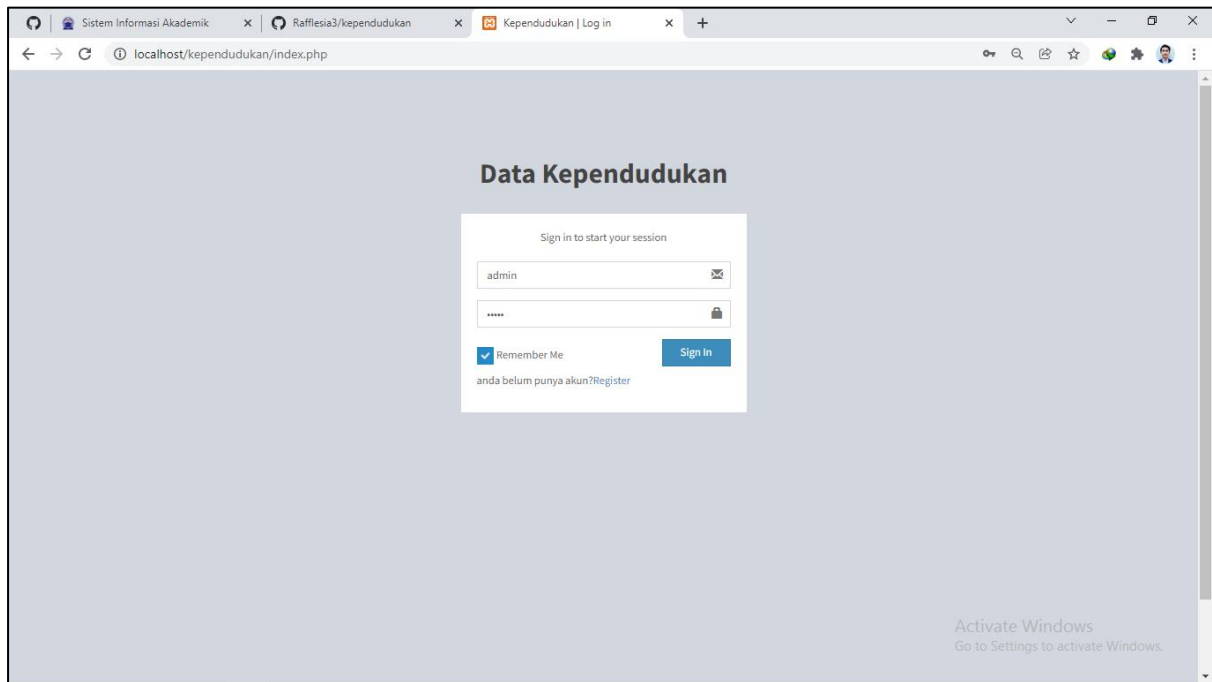 Sistem Informasi Akademik
Rafflesia3/kependudukan
Kependudukan | Log in
localhost/kependudukan/index.php
Data Kependudukan
Sign in to start your session
admin
•••••
Remember Me
Sign In
anda belum punya akun?Register
Activate Windows
Go to Settings to activate Windows.